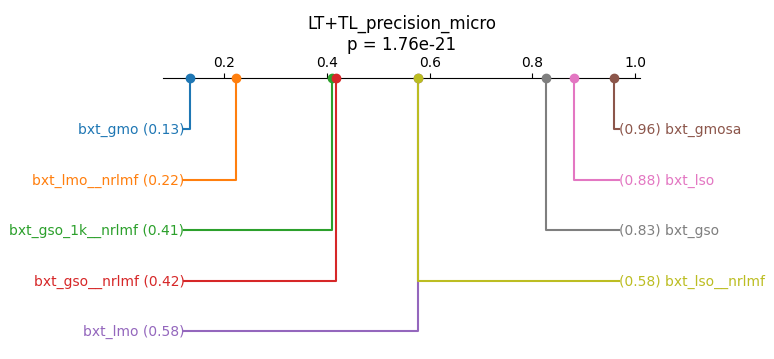 LT+TL_precision_micro
p = 1.76e-21
0.2 0.4 0.6 0.8 1.0
bxt_gmo (0.13) (0.96) bxt_gmosa
bxt_lmo__nrlmf (0.22) (0.88) bxt_lso
bxt_gso_1k__nrlmf (0.41) (0.83) bxt_gso
bxt_gso__nrlmf (0.42) (0.58) bxt_lso__nrlmf
bxt_lmo (0.58)